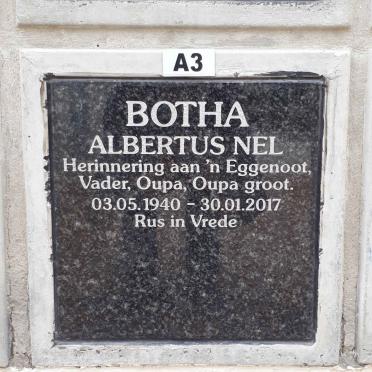 A3
BOTHA
ALBERTUS NEL
Herinnering aan 'n Eggenoot,
Vader, Oupa, Oupa groot.
03.05.1940 - 30.01.2017
Rus in Vrede